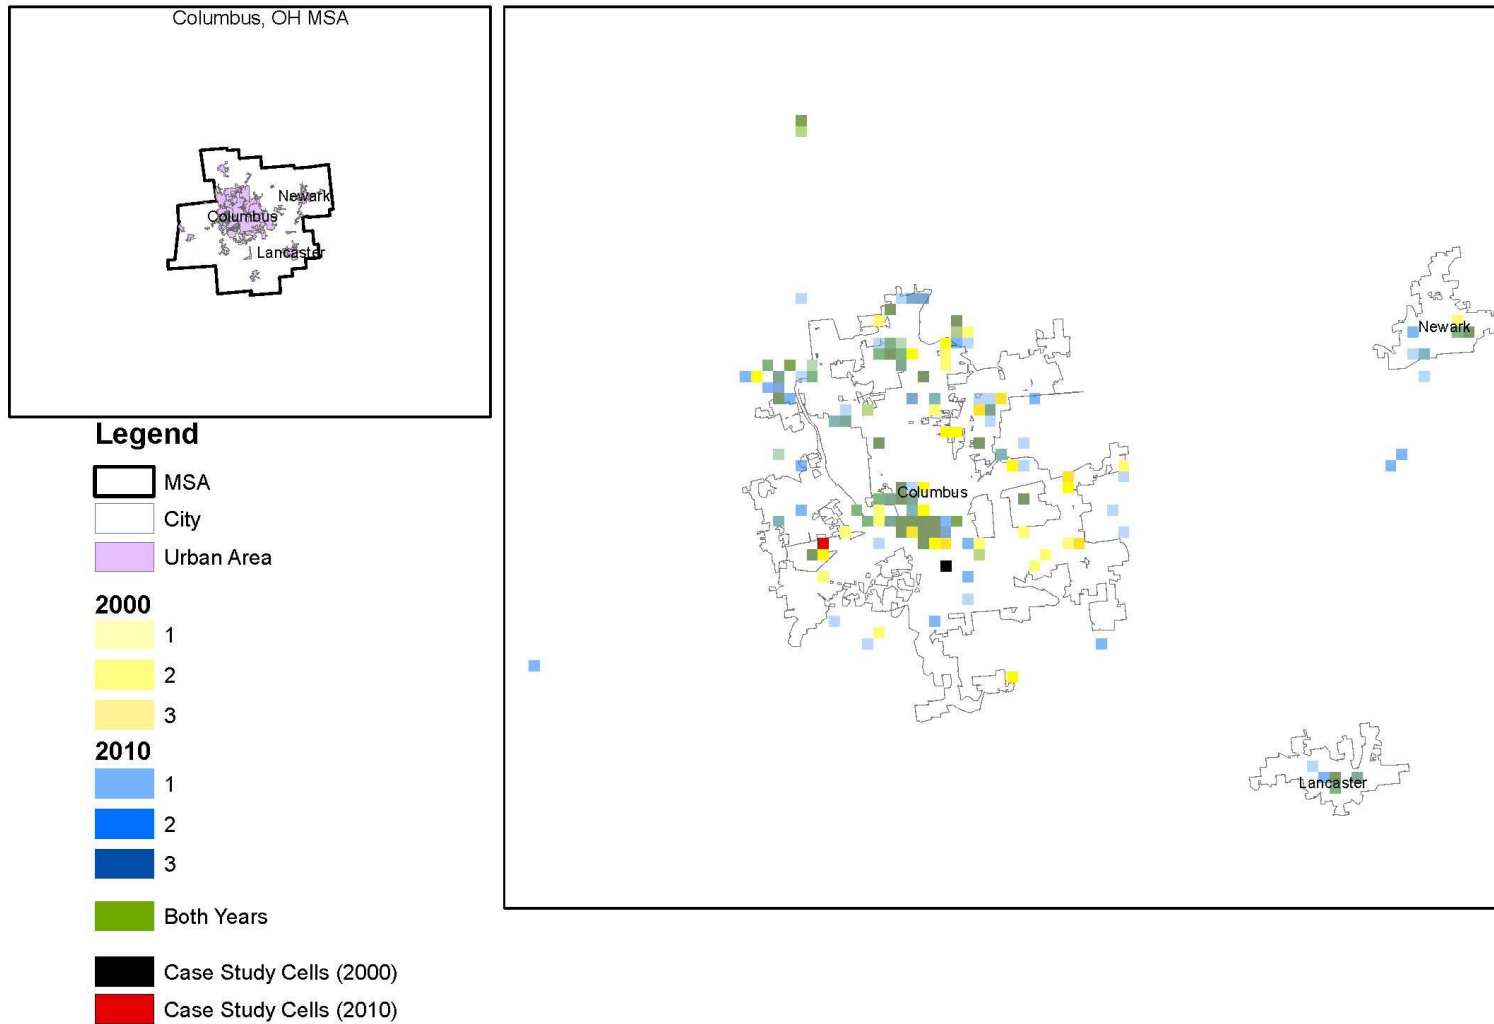 Columbus, OH MSA
Newark
Columbus
Lancaster
Legend
MSA
City
Urban Area
2000
1
2
3
2010
1
2
3
Both Years
Case Study Cells (2000)
Case Study Cells (2010)
Newark
Columbus
Lancaster